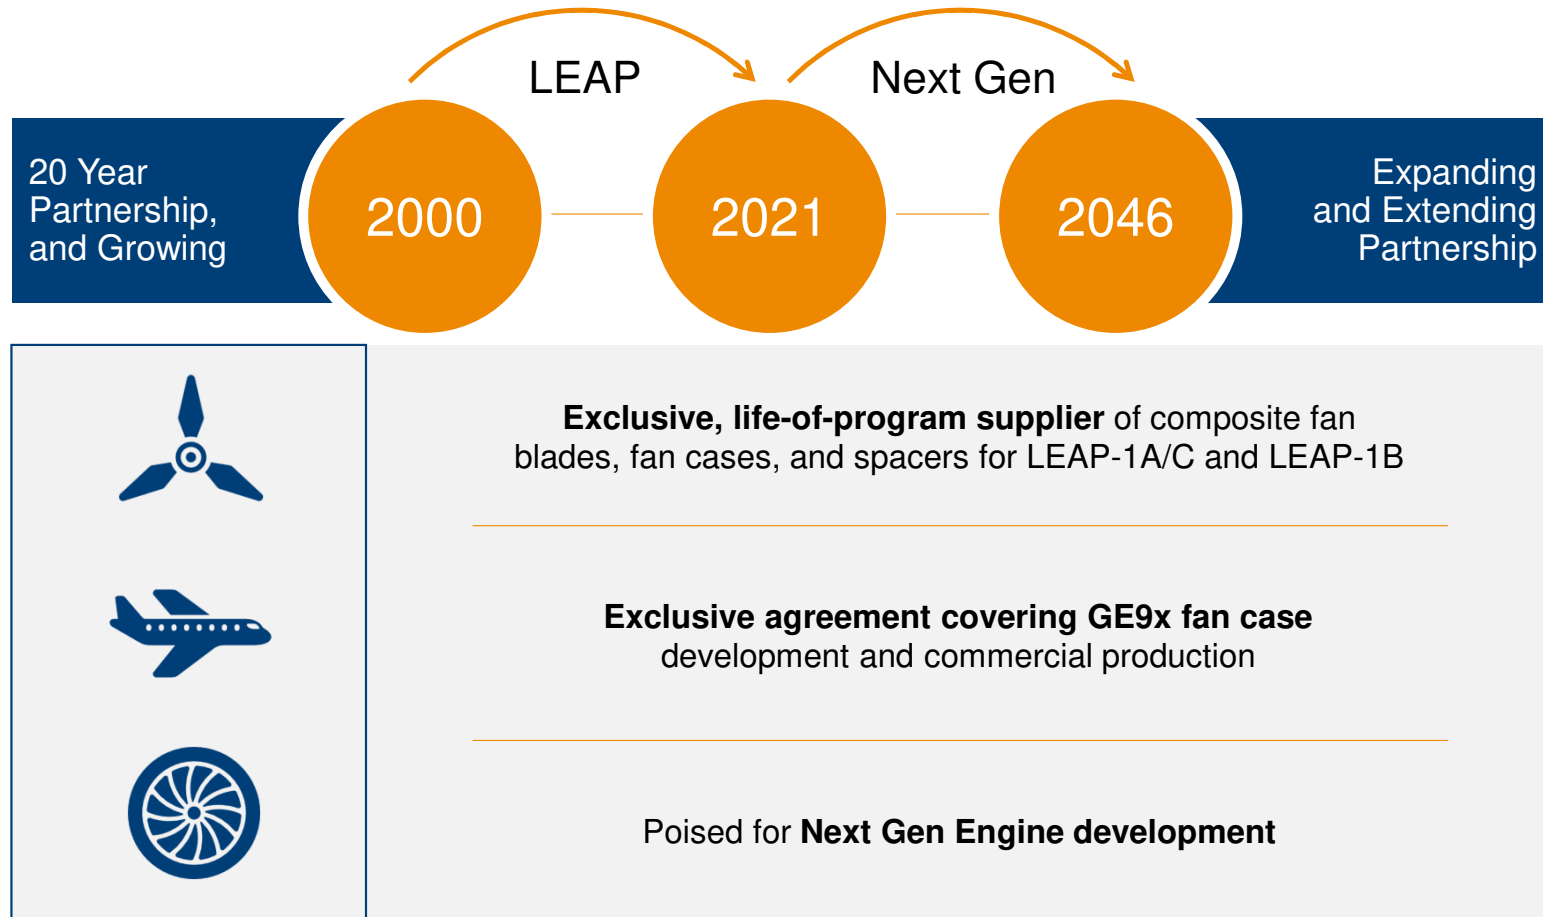 LEAP
Next Gen
20 Year
Partnership,
and Growing
2000
2021
2046
Expanding
and Extending
Partnership
Exclusive, life-of-program supplier of composite fan
blades, fan cases, and spacers for LEAP-1A/C and LEAP-1B
Exclusive agreement covering GE9x fan case
development and commercial production
Poised for Next Gen Engine development